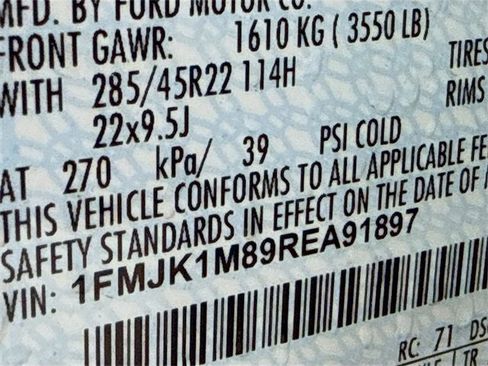 MFD. BY FORD MOTOR CO.
FRONT GAWR: 1610 KG ( 3550 LB)
WITH 285/45R22 114H TIRES
22x9.5J RIMS
AT 270 kPa/ 39 PSI COLD
THIS VEHICLE CONFORMS TO ALL APPLICABLE FE
SAFETY STANDARDS IN EFFECT ON THE DATE OF
VIN: 1FMJK1M89REA91897
RC: 71 DS
TR